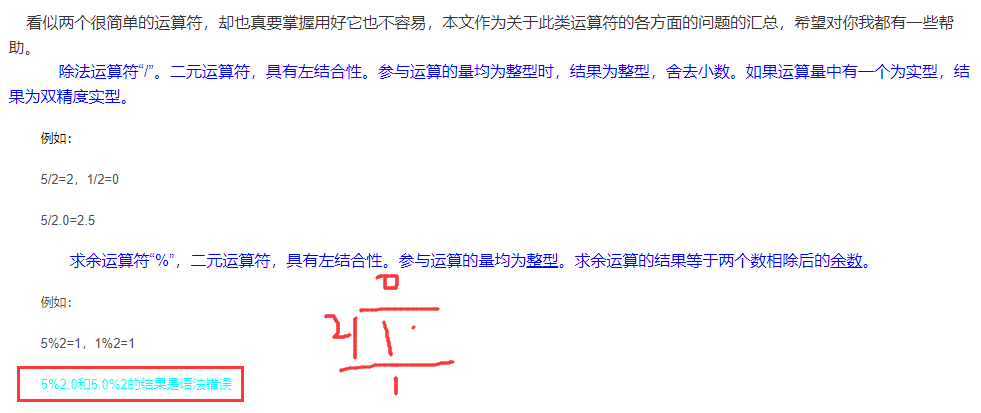 看似两个很简单的运算符，却也真要掌握用好它也不容易，本文作为关于此类运算符的各方面的问题的汇总，希望对你我都有一些帮
助。
除法运算符“/”。二元运算符，具有左结合性。参与运算的量均为整型时，结果为整型，舍去小数。如果运算量中有一个为实型，结
果为双精度实型。
例如：
5/2=2，1/2=0
5/2.0=2.5
求余运算符“%”，二元运算符，具有左结合性。参与运算的量均为整型。求余运算的结果等于两个数相除后的余数。
例如：
0
2 1
5%2=1，1%2=1
5%2.0和5.0%2的结果是语法错误
1